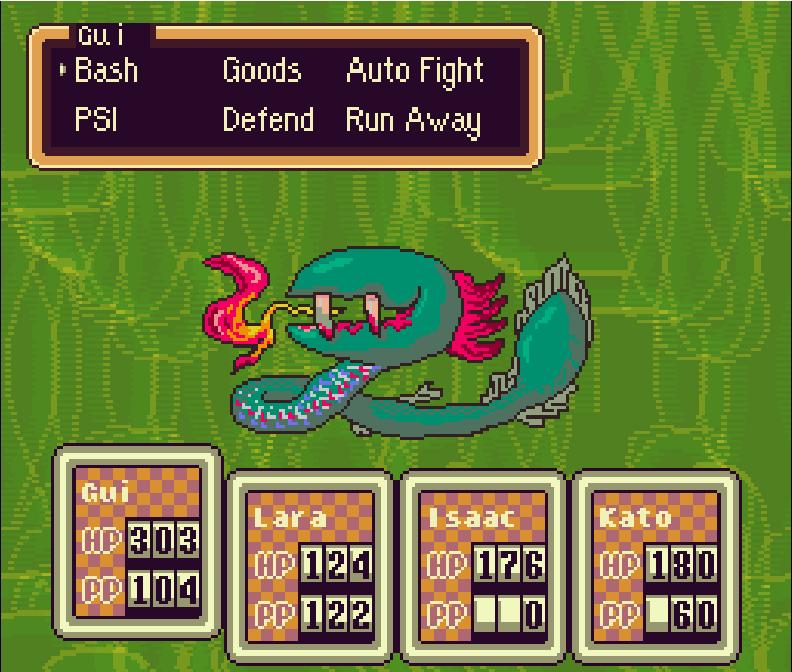 Gui
Bash Goods Auto Fight
PSI Defend Run Away
Gui
HP 303
PP 104
Lara
HP 124
PP 122
Isaac
HP 176
PP 0
Kato
HP 180
PP 60